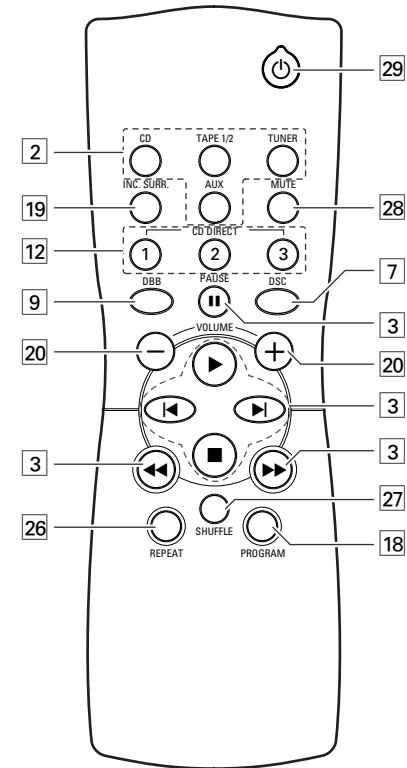 29
CD TAPE 1/2 TUNER
2
INC. SURR. AUX MUTE
19 28
CD DIRECT
12 1 2 3
DBB PAUSE DSC 7
9
3
VOLUME
20 20
3
3 3
27
SHUFFLE
26 18
REPEAT PROGRAM